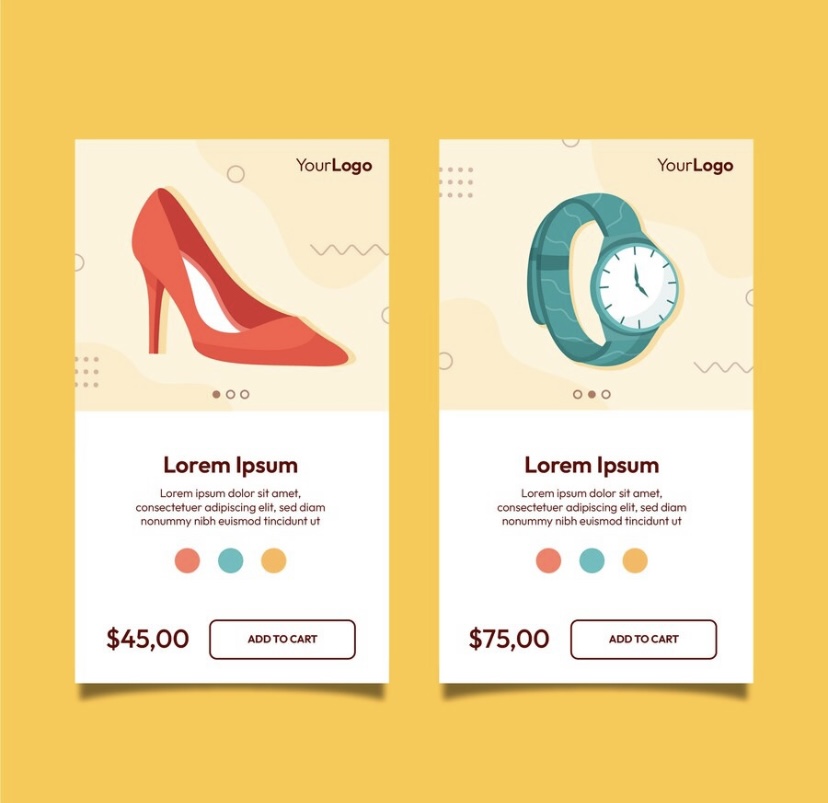 YourLogo
Lorem Ipsum
Lorem ipsum dolor sit amet,
consectetuer adipiscing elit, sed diam
nonummy nibh euismod tincidunt ut
$45,00
ADD TO CART
YourLogo
Lorem Ipsum
Lorem ipsum dolor sit amet,
consectetuer adipiscing elit, sed diam
nonummy nibh euismod tincidunt ut
$75,00
ADD TO CART